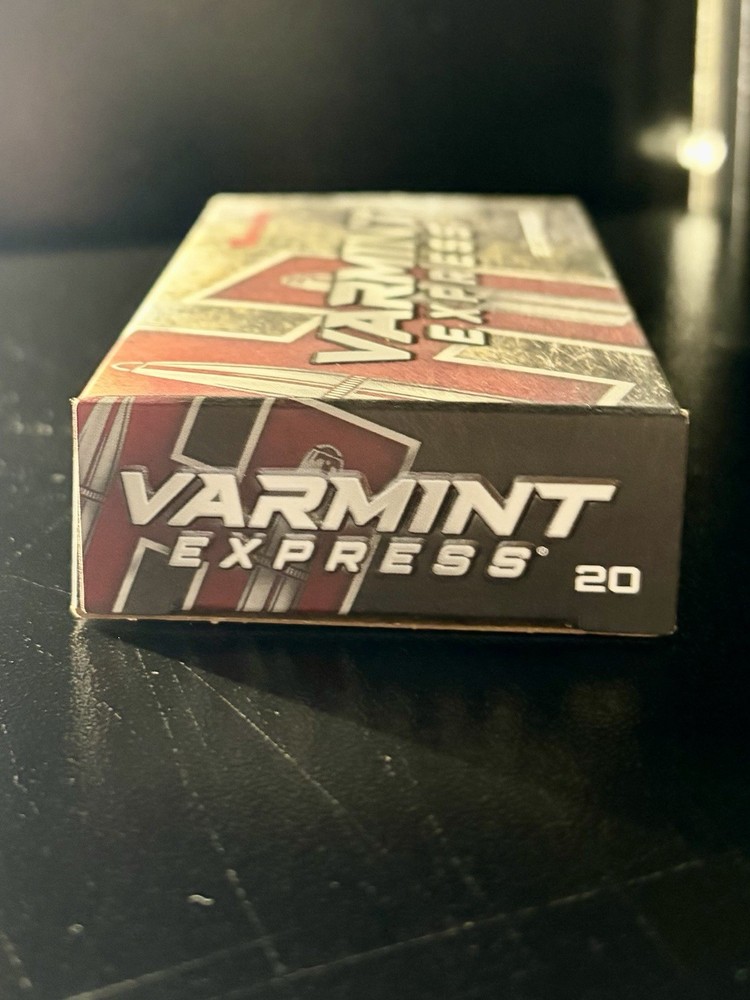 VARMINT
EXPRESS
VARMINT
EXPRESS®
20